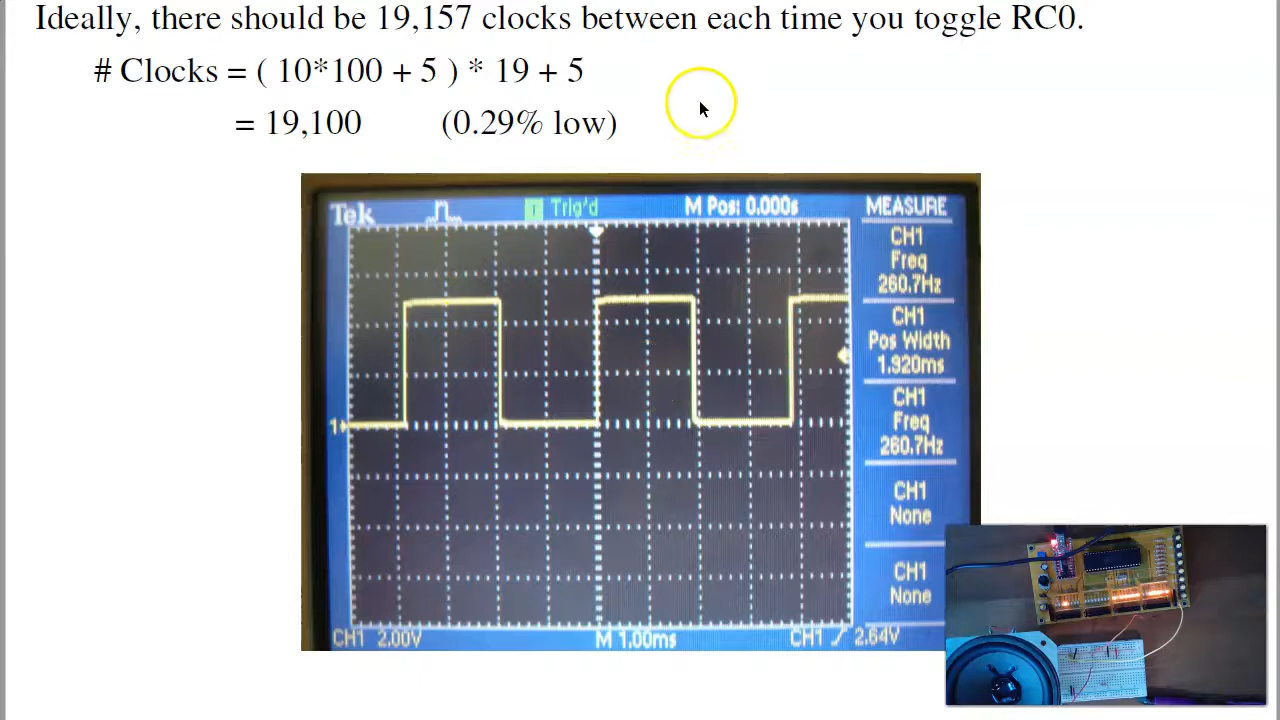 Ideally, there should be 19,157 clocks between each time you toggle RC0.
# Clocks = ( 10*100 + 5 ) * 19 + 5
= 19,100 (0.29% low)
Tek Trig'd M Pos: 0.000s MEASURE
CH1
Freq
260.7Hz
CH1
Pos Width
1.920ms
CH1
Freq
260.7Hz
CH1
None
CH1
None
1
CH1 2.00V M 1.00ms CH1 2.64V